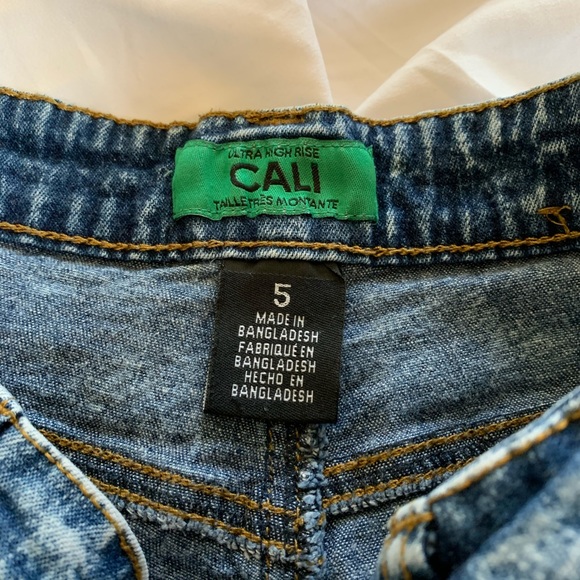 ULTRA HIGH RISE
CALI
TAILLE TRÈS MONTANTE
5
MADE IN
BANGLADESH
FABRIQUÉ EN
BANGLADESH
HECHO EN
BANGLADESH